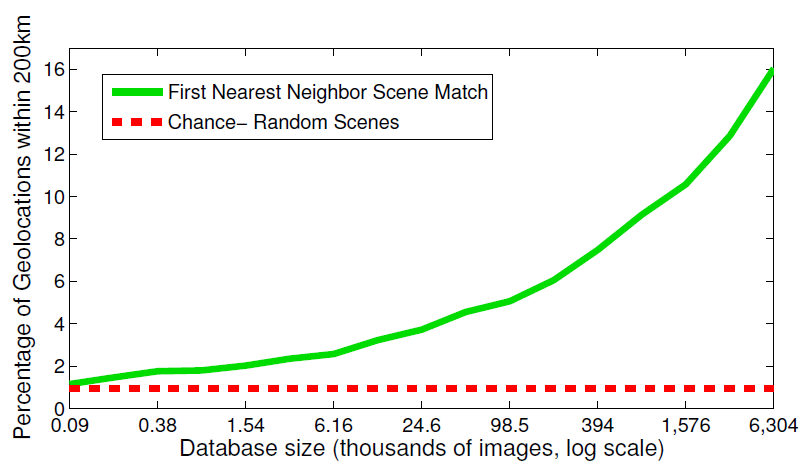 Percentage of Geolocations within 200km
16
14
12
10
8
6
4
2
0
First Nearest Neighbor Scene Match
Chance– Random Scenes
0.09 0.38 1.54 6.16 24.6 98.5 394 1,576 6,304
Database size (thousands of images, log scale)